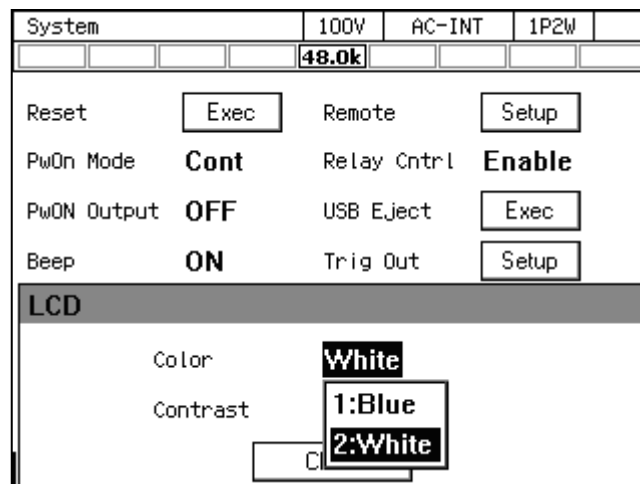 System 100V AC-INT 1P2W
48.0k
Reset Exec Remote Setup
PwOn Mode Cont Relay Cntrl Enable
PwON Output OFF USB Eject Exec
Beep ON Trig Out Setup
LCD
Color White
Contrast 1:Blue
2:White